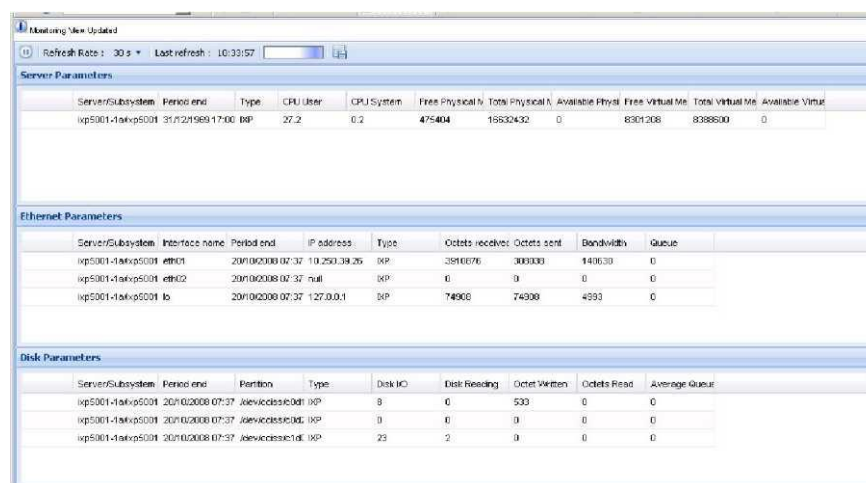 Monitoring View Updated
Refresh Rate : 30 s Last refresh : 10:33:57
Server Parameters
Server/Subsystem Period end Type CPU User CPU System Free Physical M Total Physical M Available Physi Free Virtual Me Total Virtual Me Available Virtua
ixp5001-1a/ixp5001 31/12/1969 17:00 IXP 27.2 0.2 475404 16632432 0 8301208 8388600 0
Ethernet Parameters
Server/Subsystem Interface name Period end IP address Type Octets received Octets sent Bandwidth Queue
ixp5001-1a/ixp5001 eth01 20/10/2008 07:37 10.250.39.26 IXP 3910876 308038 140630 0
ixp5001-1a/ixp5001 eth02 20/10/2008 07:37 null IXP 0 0 0 0
ixp5001-1a/ixp5001 lo 20/10/2008 07:37 127.0.0.1 IXP 74908 74908 4993 0
Disk Parameters
Server/Subsystem Period end Partition Type Disk I/O Disk Reading Octet Written Octets Read Average Queue
ixp5001-1a/ixp5001 20/10/2008 07:37 /dev/cciss/c0d1 IXP 8 0 533 0 0
ixp5001-1a/ixp5001 20/10/2008 07:37 /dev/cciss/c0d2 IXP 0 0 0 0 0
ixp5001-1a/ixp5001 20/10/2008 07:37 IXP 23 2 0 0 0